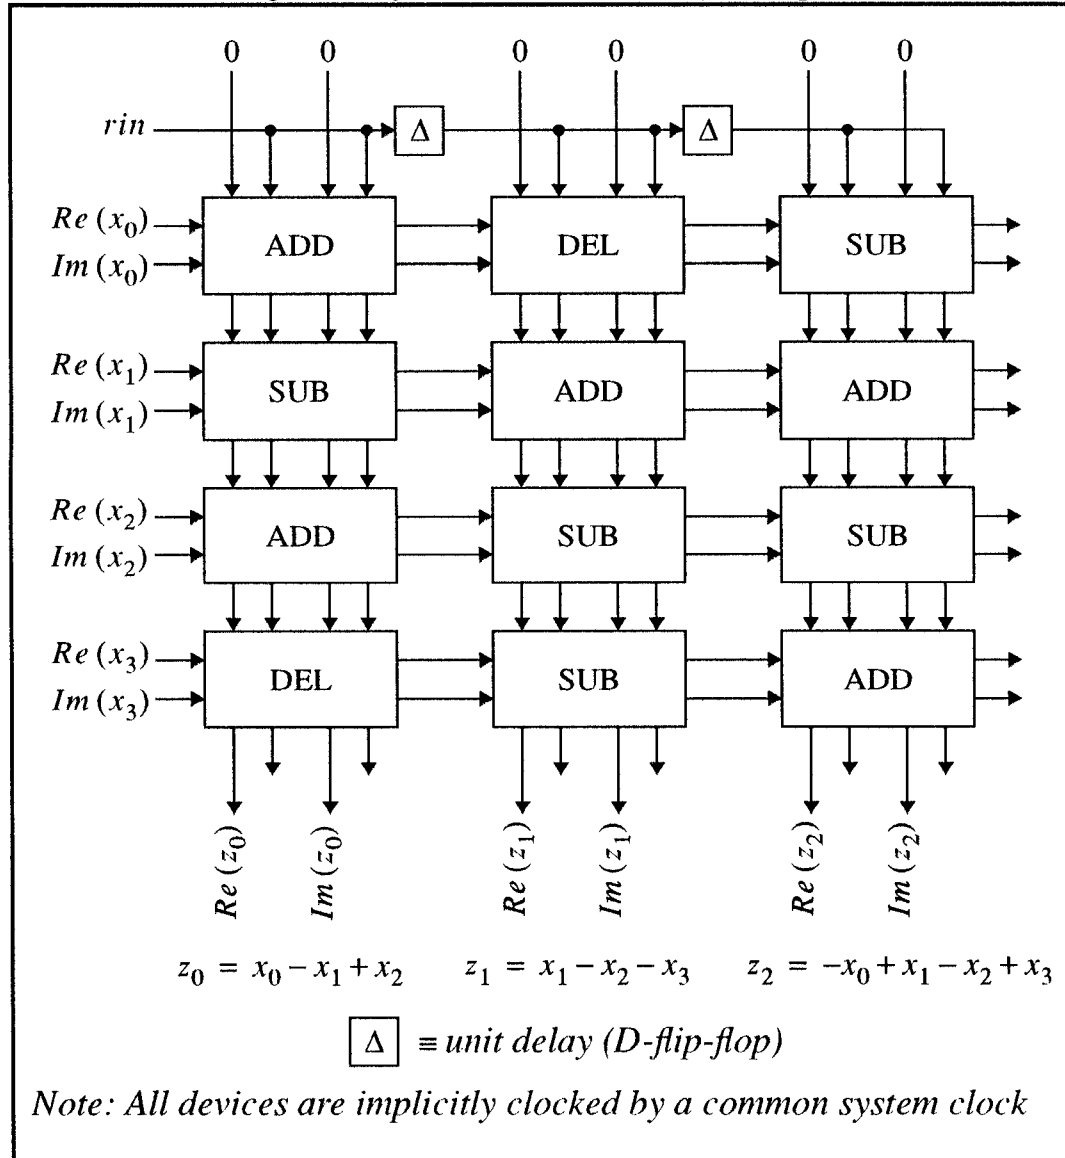 0 0 0 0 0 0
rin Δ Δ
Re(x₀) ADD DEL SUB
Im(x₀)
Re(x₁) SUB ADD ADD
Im(x₁)
Re(x₂) ADD SUB SUB
Im(x₂)
Re(x₃) DEL SUB ADD
Im(x₃)
Re(z₀) Im(z₀) Re(z₁) Im(z₁) Re(z₂) Im(z₂)
z₀ = x₀ − x₁ + x₂ z₁ = x₁ − x₂ − x₃ z₂ = −x₀ + x₁ − x₂ + x₃
Δ ≡ unit delay (D-flip-flop)
Note: All devices are implicitly clocked by a common system clock